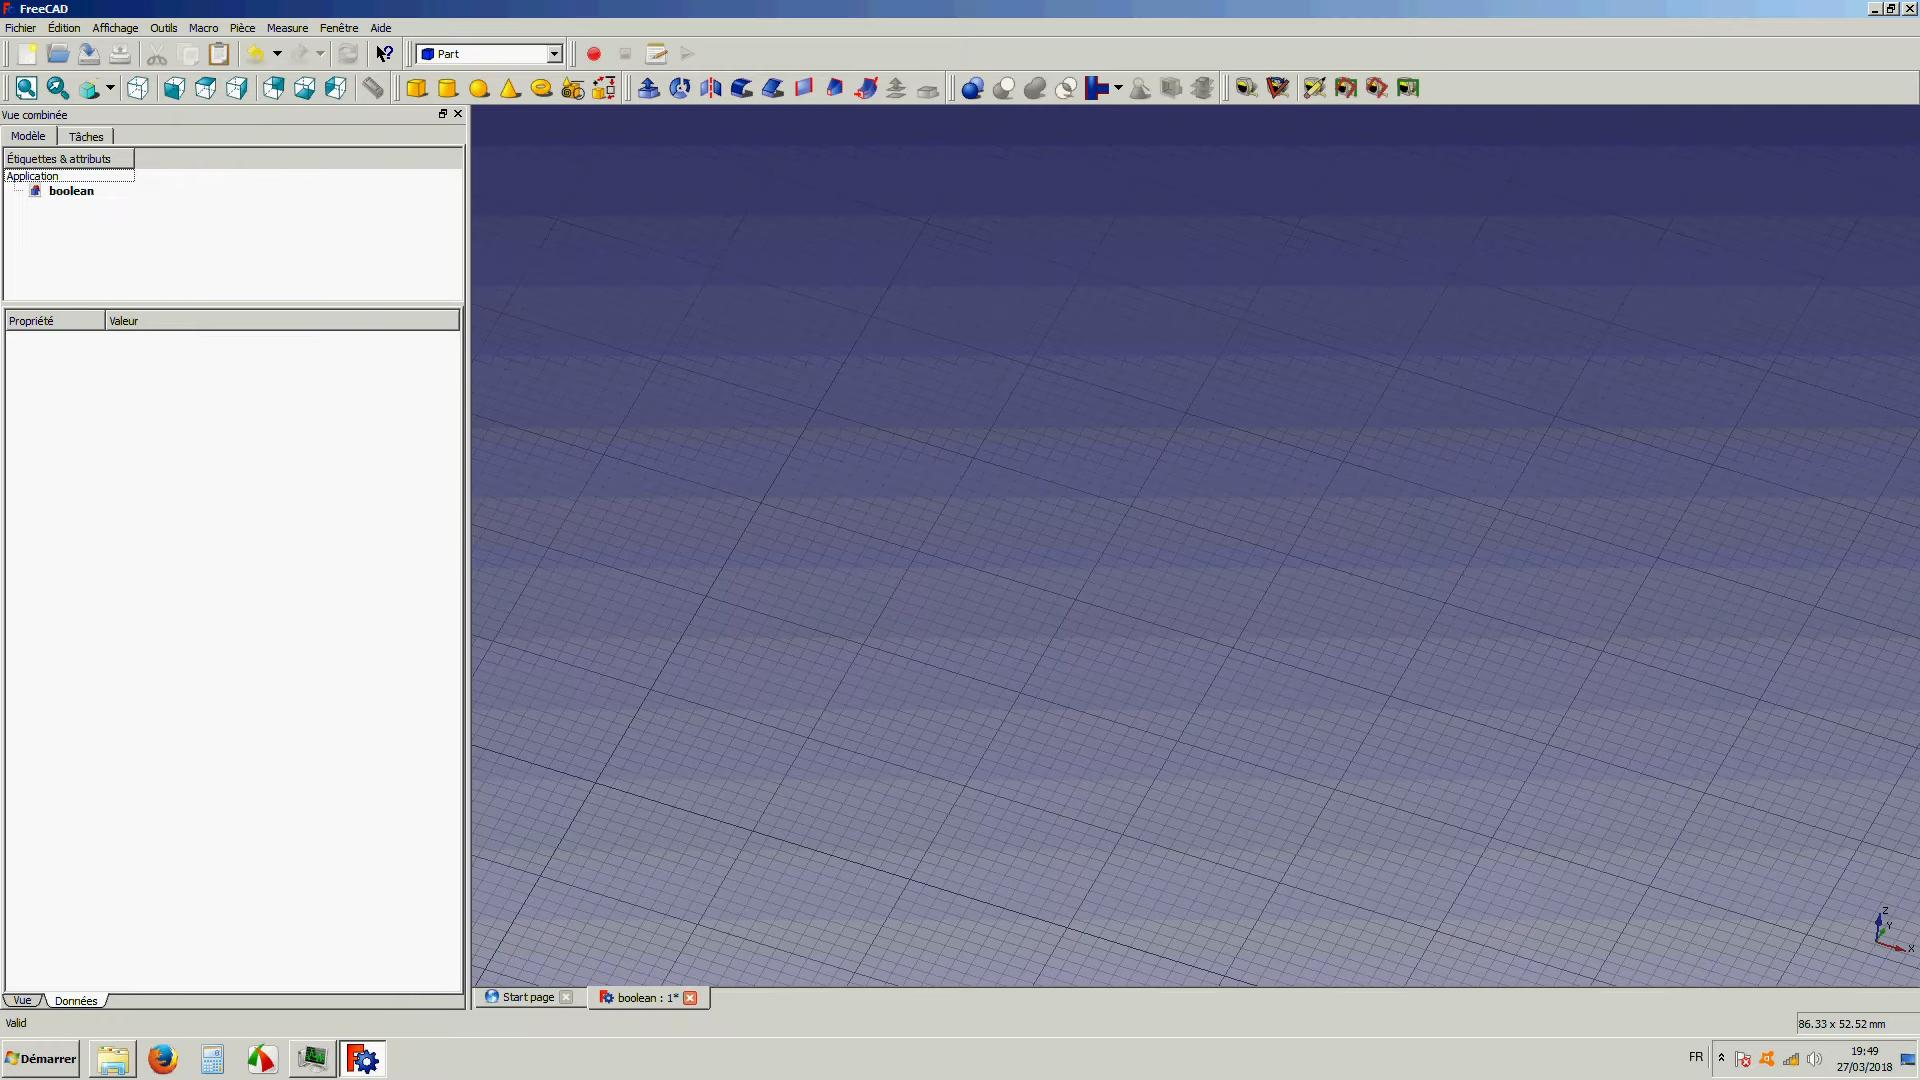 FreeCAD
Fichier Édition Affichage Outils Macro Pièce Measure Fenêtre Aide
Part
Vue combinée
Modèle Tâches
Étiquettes & attributs
Application
boolean
Propriété Valeur
Z
Y
X
Vue Données
Start page boolean : 1*
Valid
86.33 x 52.52 mm
Démarrer
FR
19:49
27/03/2018